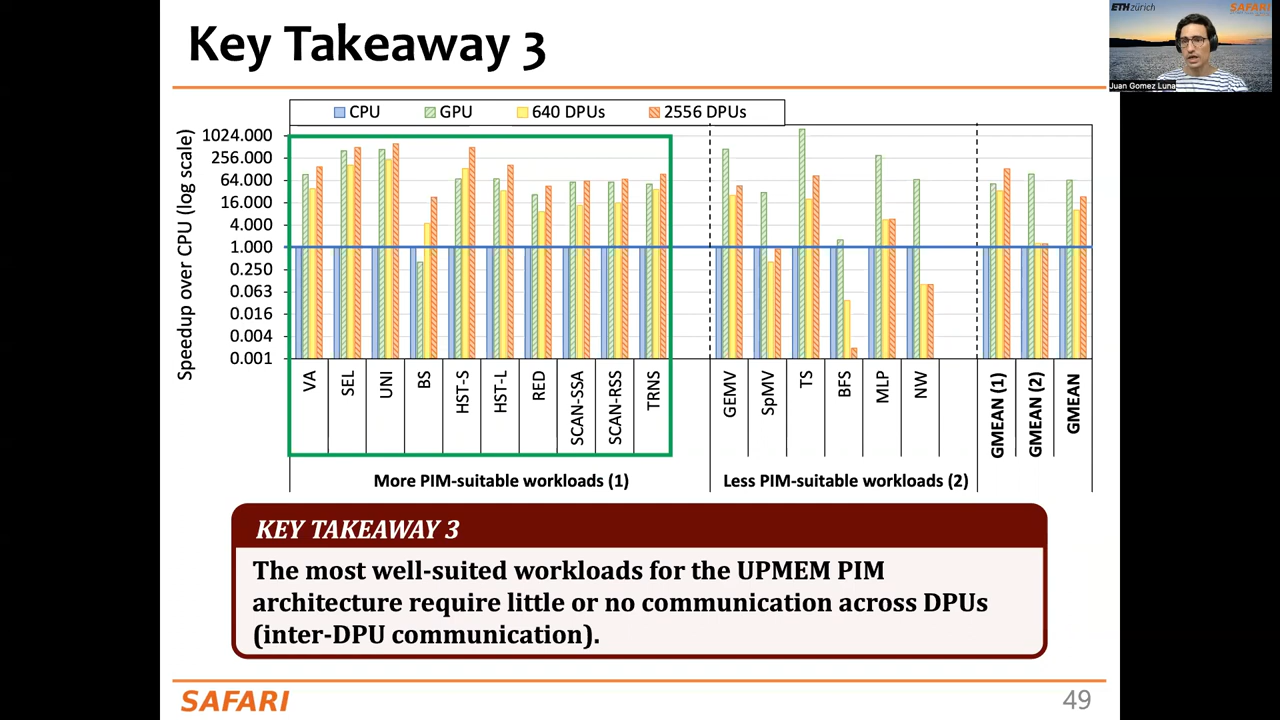 Key Takeaway 3
ETH zürich
SAFARI
Juan Gomez Luna
CPU
GPU
640 DPUs
2556 DPUs
Speedup over CPU (log scale)
1024.000
256.000
64.000
16.000
4.000
1.000
0.250
0.063
0.016
0.004
0.001
VA
SEL
UNI
BS
HST-S
HST-L
RED
SCAN-SSA
SCAN-RSS
TRNS
GEMV
SpMV
TS
BFS
MLP
NW
GMEAN (1)
GMEAN (2)
GMEAN
More PIM-suitable workloads (1)
Less PIM-suitable workloads (2)
KEY TAKEAWAY 3
The most well-suited workloads for the UPMEM PIM
architecture require little or no communication across DPUs
(inter-DPU communication).
SAFARI
49